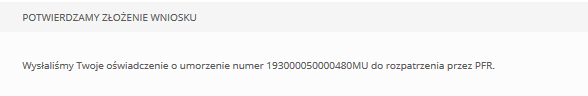 POTWIERDZAMY ZŁOŻENIE WNIOSKU
Wysłaliśmy Twoje oświadczenie o umorzenie numer 193000050000480MU do rozpatrzenia przez PFR.